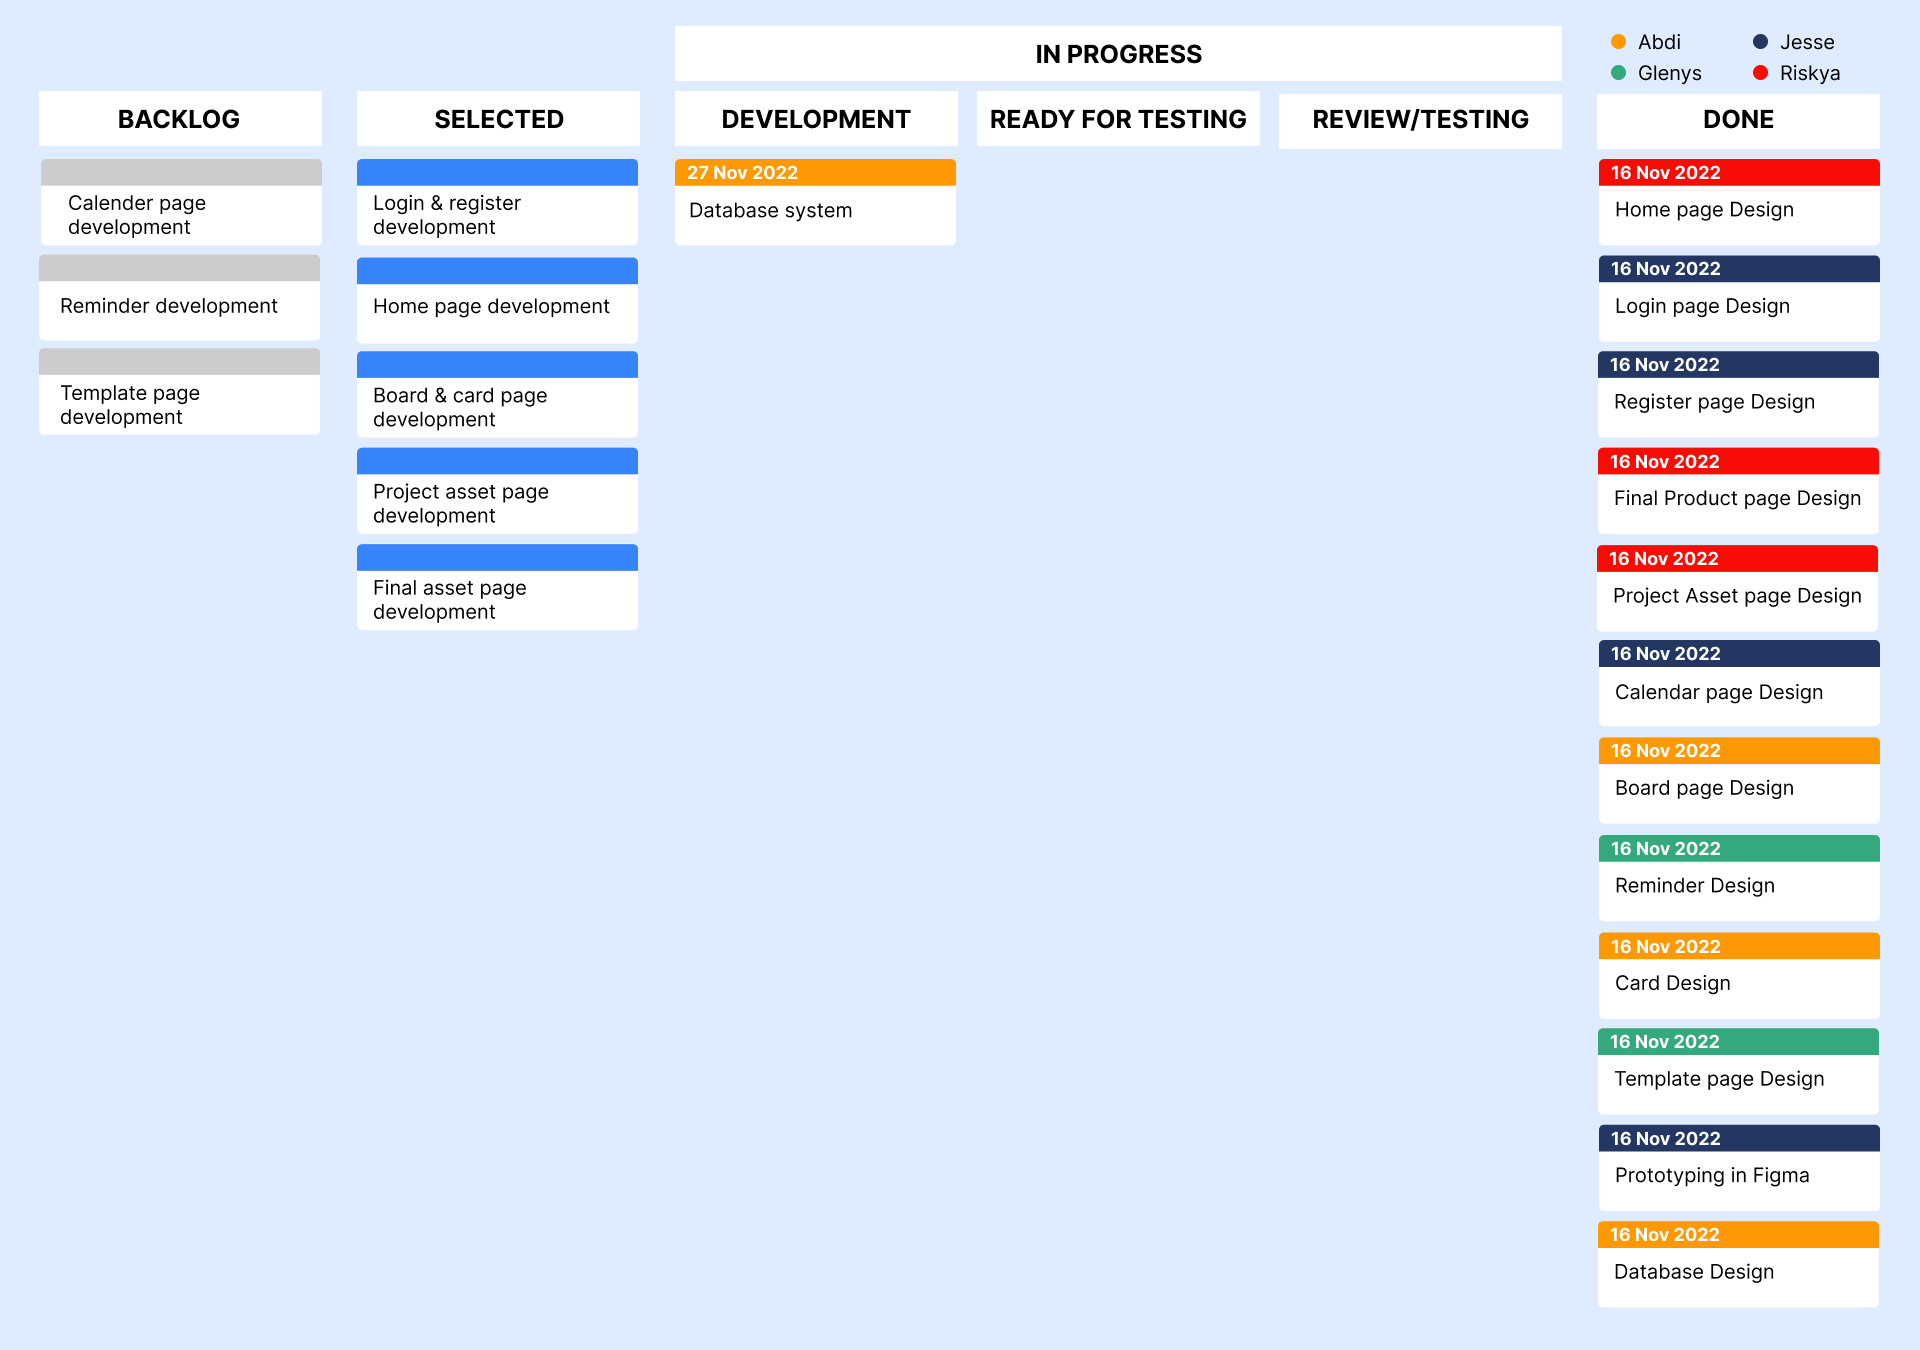 IN PROGRESS
Abdi
Jesse
Glenys
Riskya
BACKLOG
SELECTED
DEVELOPMENT
READY FOR TESTING
REVIEW/TESTING
DONE
Calender page
development
Reminder development
Template page
development
Login & register
development
Home page development
Board & card page
development
Project asset page
development
Final asset page
development
27 Nov 2022
Database system
16 Nov 2022
Home page Design
16 Nov 2022
Login page Design
16 Nov 2022
Register page Design
16 Nov 2022
Final Product page Design
16 Nov 2022
Project Asset page Design
16 Nov 2022
Calendar page Design
16 Nov 2022
Board page Design
16 Nov 2022
Reminder Design
16 Nov 2022
Card Design
16 Nov 2022
Template page Design
16 Nov 2022
Prototyping in Figma
16 Nov 2022
Database Design